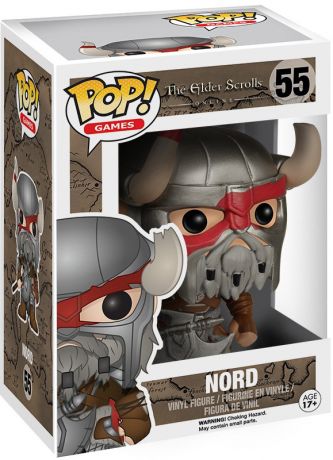 POP!
GAMES
The Elder Scrolls
ONLINE
55
NORD
55
NORD
VINYL FIGURE / FIGURINE EN VINYLE /
FIGURA DE VINIL
WARNING! CHOKING HAZARD.
May contain small parts.
AGE
17+